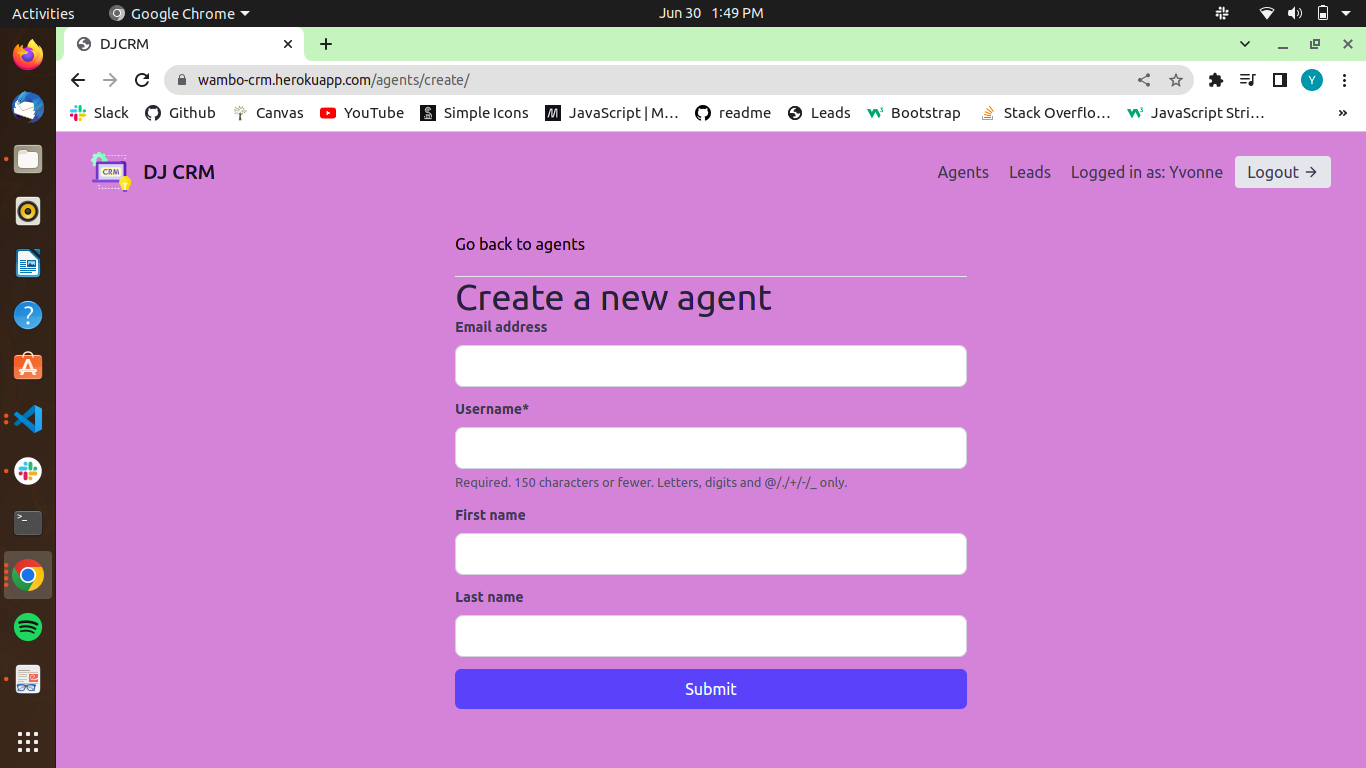 Activities Google Chrome Jun 30 1:49 PM
DJCRM
wambo-crm.herokuapp.com/agents/create/ Y
Slack Github Canvas YouTube Simple Icons JavaScript | M… readme Leads Bootstrap Stack Overflo… JavaScript Stri… »
CRM DJ CRM Agents Leads Logged in as: Yvonne Logout →
Go back to agents
Create a new agent
Email address
Username*
Required. 150 characters or fewer. Letters, digits and @/./+/-/_ only.
First name
Last name
Submit